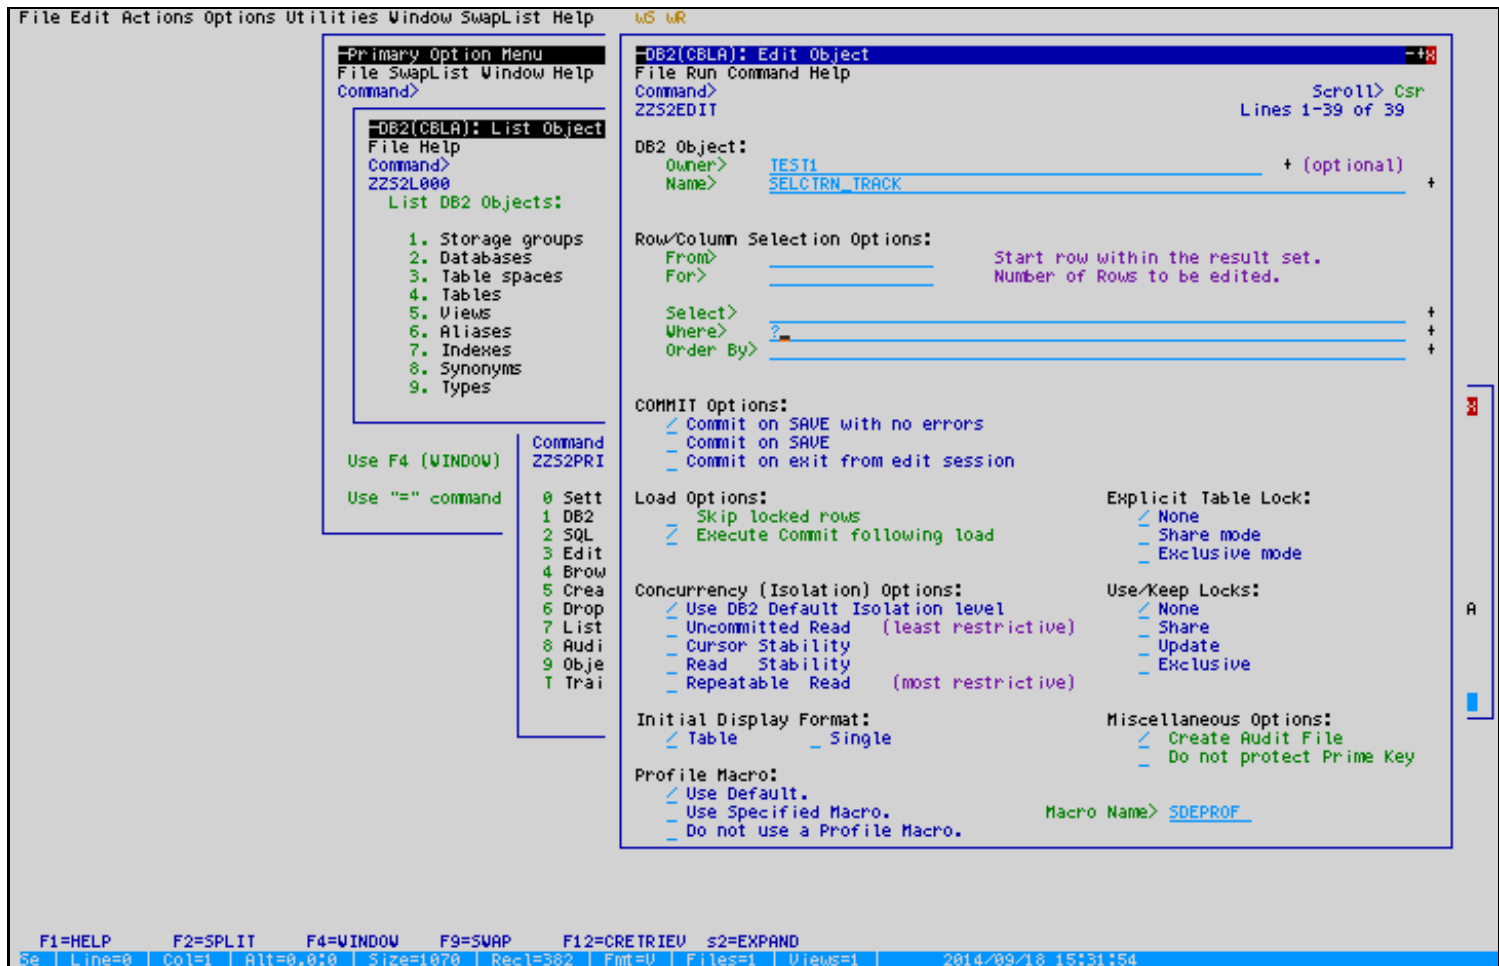 File Edit Actions Options Utilities Window SwapList Help wS wR
Primary Option Menu
File SwapList Window Help
Command>
DB2(CBLA): List Object
File Help
Command>
ZZS2L000
List DB2 Objects:
1. Storage groups
2. Databases
3. Table spaces
4. Tables
5. Views
6. Aliases
7. Indexes
8. Synonyms
9. Types
Use F4 (WINDOW)
Use "=" command
Command
ZZS2PRI
0 Sett
1 DB2
2 SQL
3 Edit
4 Brow
5 Crea
6 Drop
7 List
8 Audi
9 Obje
T Trai
DB2(CBLA): Edit Object -+x
File Run Command Help
Command> Scroll> Csr
ZZS2EDIT Lines 1-39 of 39
DB2 Object:
Owner> TEST1 + (optional)
Name> SELCTRN_TRACK +
Row/Column Selection Options:
From> Start row within the result set.
For> Number of Rows to be edited.
Select> +
Where> ?_ +
Order By> +
COMMIT Options:
/ Commit on SAVE with no errors
_ Commit on SAVE
_ Commit on exit from edit session
Load Options: Explicit Table Lock:
_ Skip locked rows / None
/ Execute Commit following load _ Share mode
_ Exclusive mode
Concurrency (Isolation) Options: Use/Keep Locks:
/ Use DB2 Default Isolation level / None
_ Uncommitted Read (least restrictive) _ Share
_ Cursor Stability _ Update
_ Read Stability _ Exclusive
_ Repeatable Read (most restrictive)
Initial Display Format: Miscellaneous Options:
/ Table _ Single / Create Audit File
_ Do not protect Prime Key
Profile Macro:
/ Use Default.
_ Use Specified Macro. Macro Name> SDEPROF
_ Do not use a Profile Macro.
x
A
F1=HELP F2=SPLIT F4=WINDOW F9=SWAP F12=CRETRIEV s2=EXPAND
Se | Line=0 | Col=1 | Alt=0,0;0 | Size=1070 | Recl=382 | Fmt=V | Files=1 | Views=1 | 2014/09/18 15:31:54